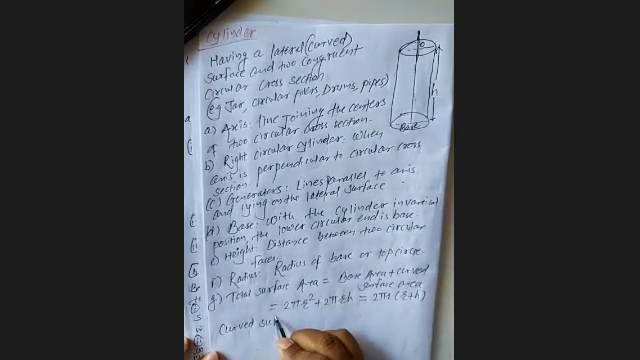 Cylinder
Having a lateral (curved)
surface and two congruent
Circular cross section
(eg Jar, circular pillers, Drums, pipes)
a) Axis: line joining the centers
of two circular cross section.
b) Right circular cylinder: When
axis is perpendicular to circular cross
section
(c) Generators: Lines parallel to axis
and lying on the lateral surface
d) Base: With the cylinder in vertical
position, the lower circular end is base.
e) Height: Distance between two circular
faces.
f) Radius: Radius of base or top circle.
g) Total surface Area = Base Area + curved
surface area
= 2πr² + 2πrh = 2πr (r+h)
Curved su
O
h
Base